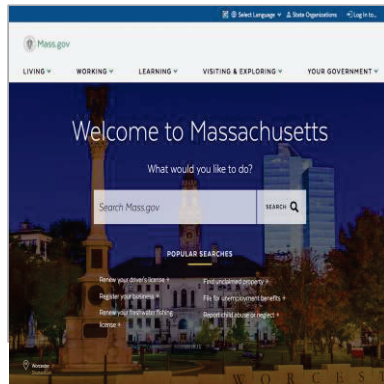 Select Language
State Organizations
Log In to...
Mass.gov
LIVING
WORKING
LEARNING
VISITING & EXPLORING
YOUR GOVERNMENT
Welcome to Massachusetts
What would you like to do?
Search Mass.gov
SEARCH
POPULAR SEARCHES
Renew your driver's license
Find unclaimed property
Register your business
File for unemployment benefits
Renew your freshwater fishing
license
Report child abuse or neglect
Worcester
WORCES